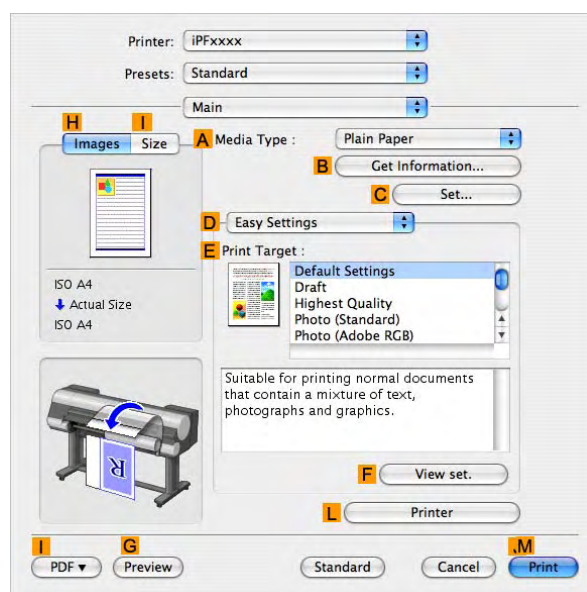 Printer: iPFxxxx
Presets: Standard
Main
H I
Images Size
A Media Type : Plain Paper
B Get Information...
C Set...
D Easy Settings
E Print Target :
Default Settings
Draft
Highest Quality
Photo (Standard)
Photo (Adobe RGB)
ISO A4
Actual Size
ISO A4
Suitable for printing normal documents
that contain a mixture of text,
photographs and graphics.
R
F View set.
L Printer
I G .M
PDF Preview Standard Cancel Print